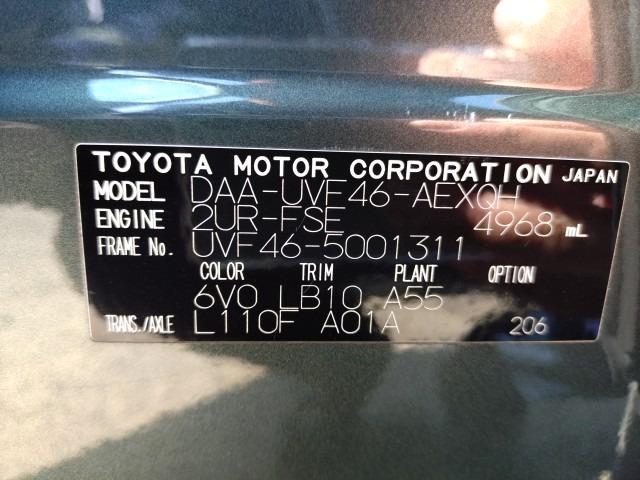 TOYOTA MOTOR CORPORATION JAPAN
MODEL DAA-UVF46-AEXQH
ENGINE 2UR-FSE 4968 mL
FRAME No. UVF46-5001311
COLOR TRIM PLANT OPTION
6V0 LB10 A55
TRANS./AXLE L110F A01A 206